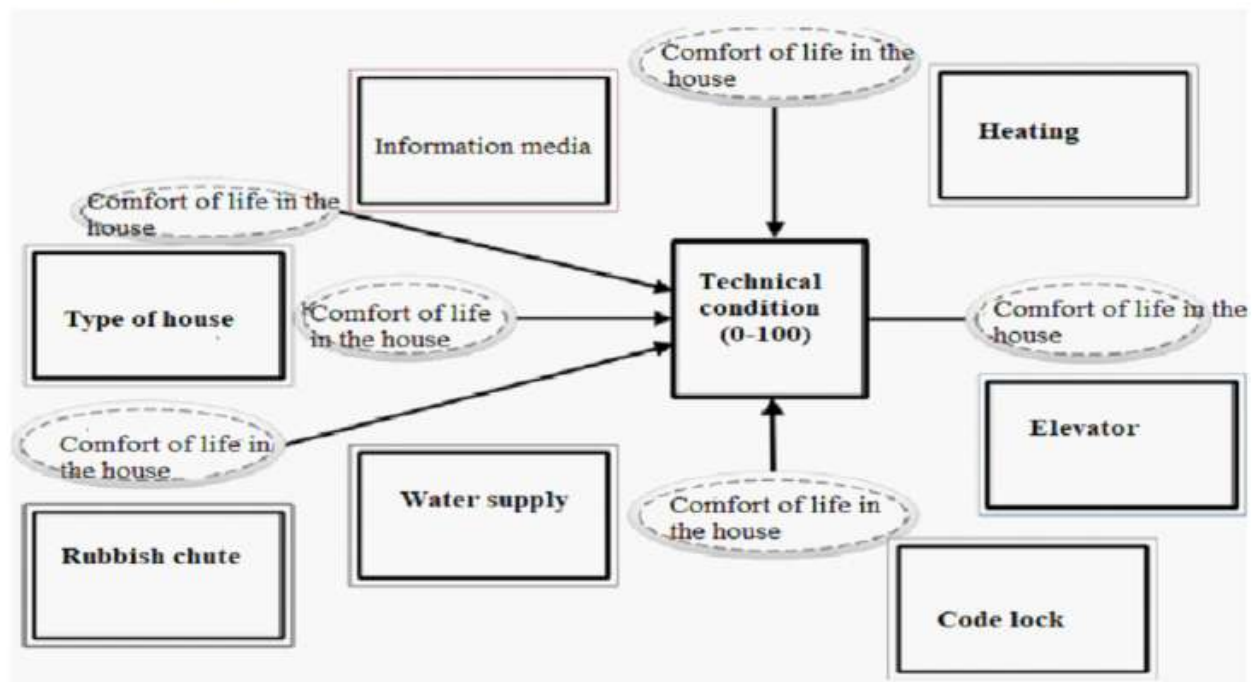 Comfort of life in the
house
Information media
Heating
Comfort of life in the
house
Technical
condition
(0-100)
Type of house
Comfort of life
in the house
Comfort of life in the
house
Comfort of life in
the house
Elevator
Water supply
Comfort of life in
the house
Rubbish chute
Code lock